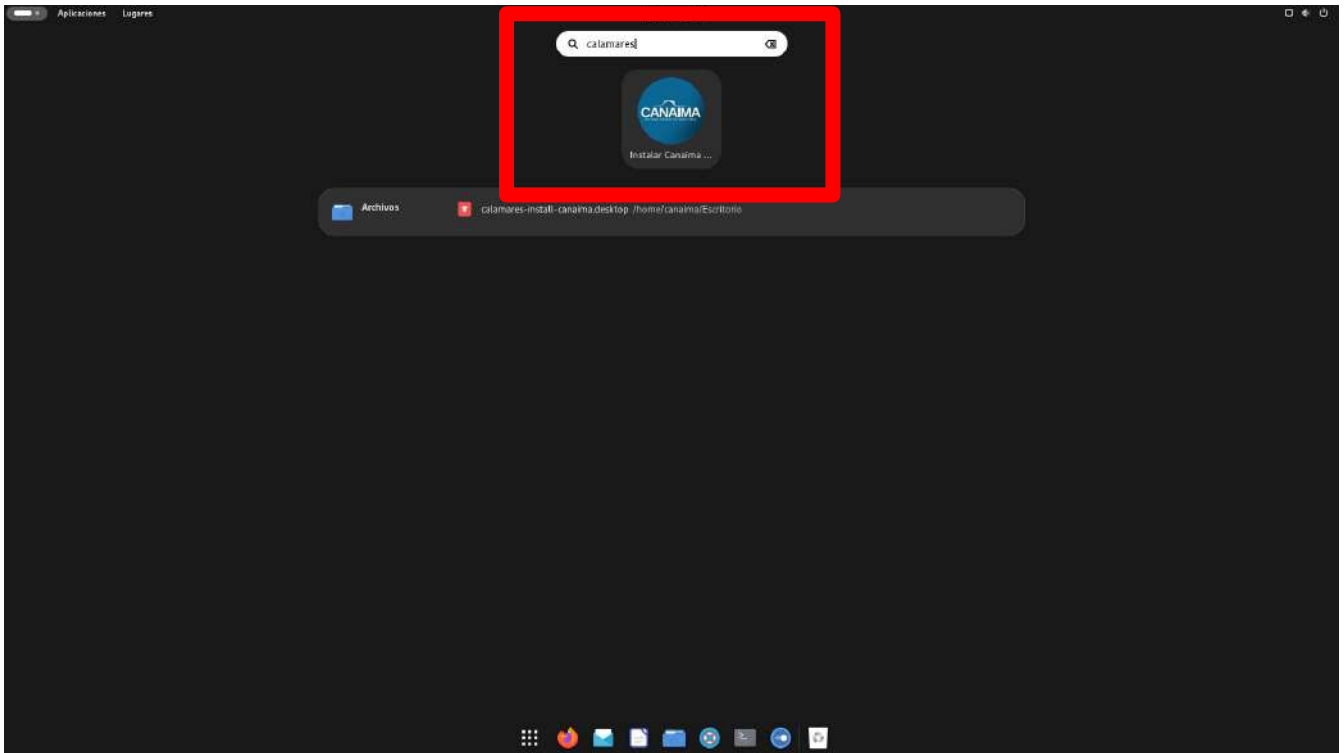 Aplicaciones Lugares
calamares
CANAIMA
Instalar Canaima ...
Archivos calamares-install-canaima.desktop /home/canaima/Escritorio